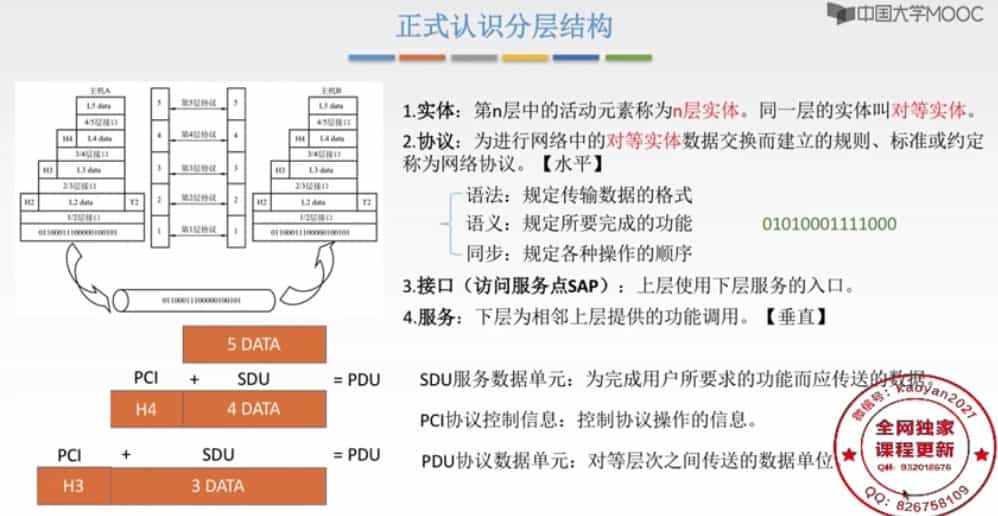 正式认识分层结构
中国大学MOOC
主机A
主机B
L5 data
5
第5层协议
5
L5 data
4/5层接口
4/5层接口
H4
L4 data
4
第4层协议
4
H4
L4 data
3/4层接口
3/4层接口
H3
L3 data
3
第3层协议
3
H3
L3 data
2/3层接口
2/3层接口
H2
L2 data
T2
2
第2层协议
2
H2
L2 data
T2
1/2层接口
1/2层接口
0110001110000010010​1
1
第1层协议
1
01100011100000100101
01100011100000100101
1.实体：第n层中的活动元素称为n层实体。同一层的实体叫对等实体。
2.协议：为进行网络中的对等实体数据交换而建立的规则、标准或约定
称为网络协议。【水平】
语法：规定传输数据的格式
语义：规定所要完成的功能
01010001111000
同步：规定各种操作的顺序
3.接口（访问服务点SAP）：上层使用下层服务的入口。
4.服务：下层为相邻上层提供的功能调用。【垂直】
5 DATA
PCI + SDU = PDU
H4
4 DATA
PCI + SDU = PDU
H3
3 DATA
SDU服务数据单元：为完成用户所要求的功能而应传送的数据。
PCI协议控制信息：控制协议操作的信息。
PDU协议数据单元：对等层次之间传送的数据单位
微信号：kaoyan2021
全网独家
课程更新
Q群：932018676
QQ：826758109